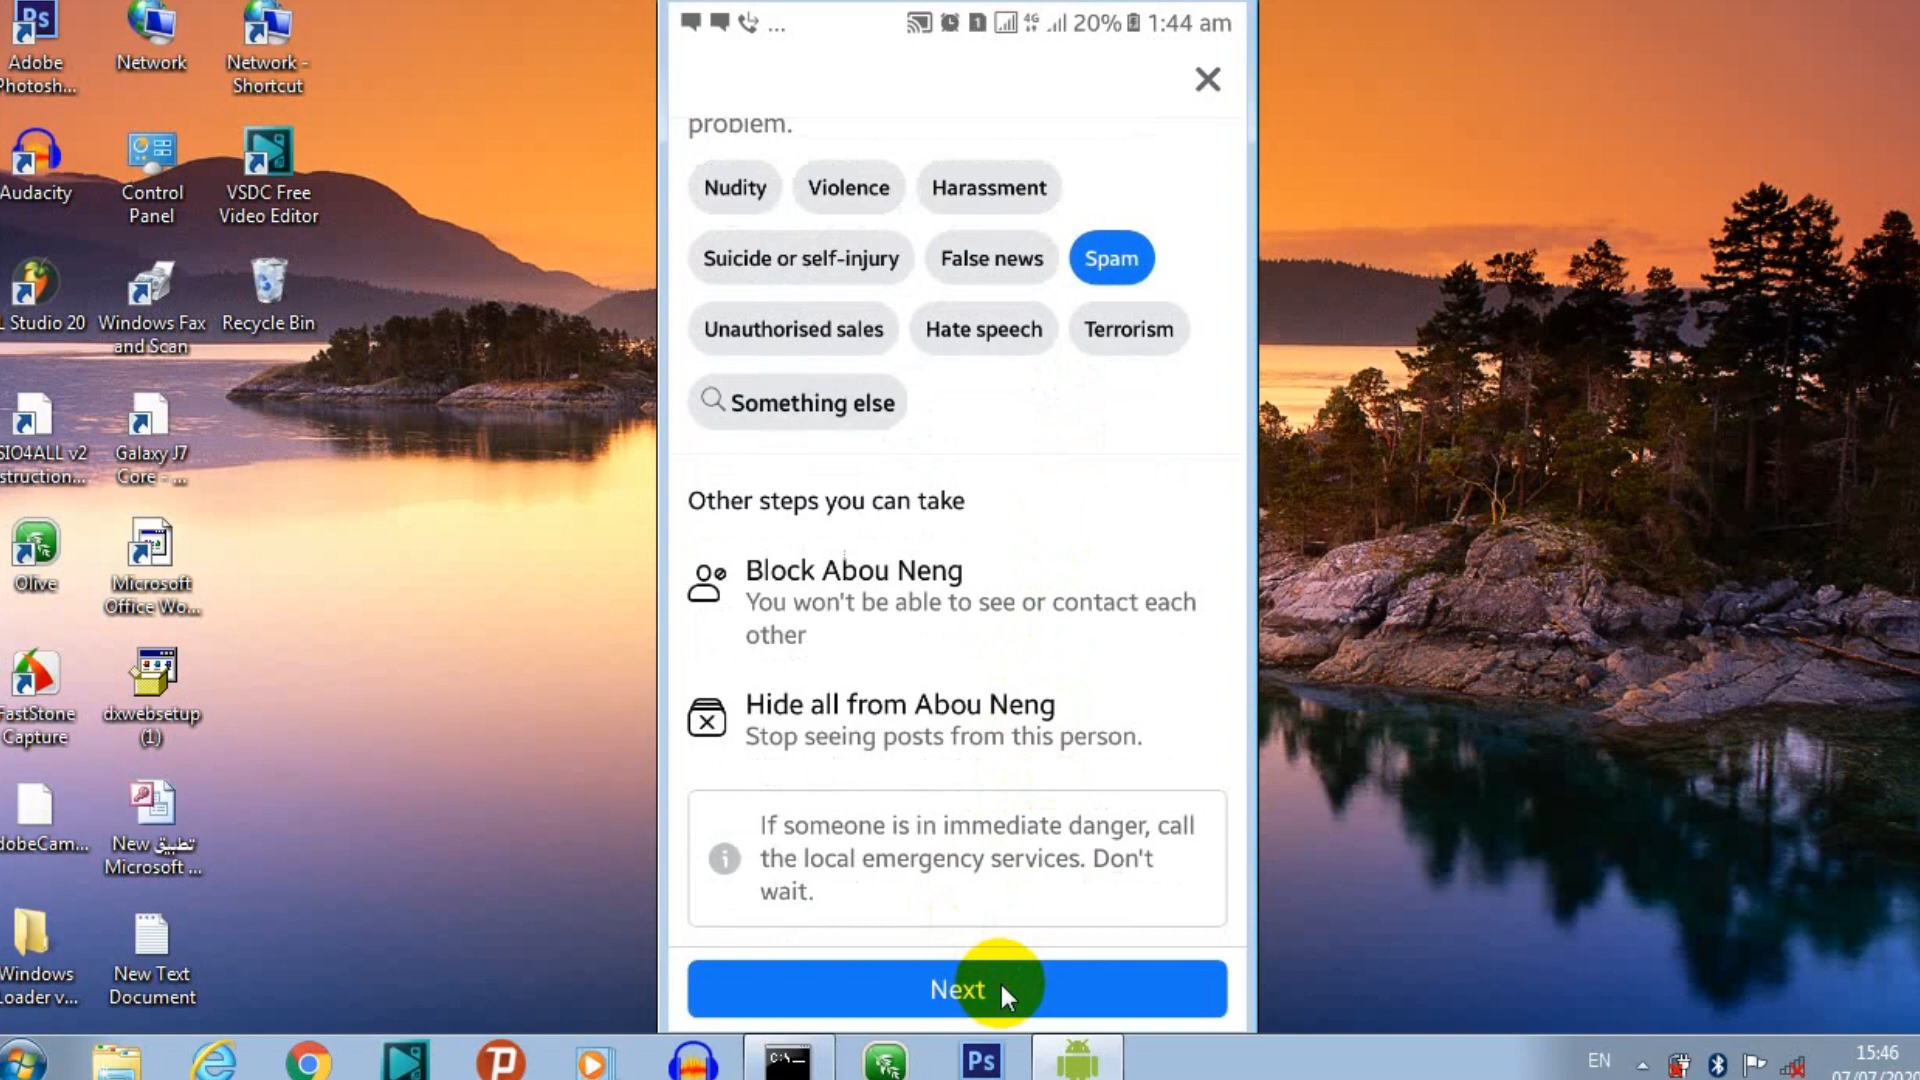 Adobe
Photosh...
Network
Network -
Shortcut
Audacity
Control
Panel
VSDC Free
Video Editor
L Studio 20
Windows Fax
and Scan
Recycle Bin
SIO4ALL v2
struction...
Galaxy J7
Core - ...
Olive
Microsoft
Office Wo...
FastStone
Capture
dxwebsetup
(1)
dobeCam...
New تطبيق
Microsoft ...
Windows
Loader v...
New Text
Document
... 4G 20% 1:44 am
problem.
Nudity Violence Harassment
Suicide or self-injury False news Spam
Unauthorised sales Hate speech Terrorism
Something else
Other steps you can take
Block Abou Neng
You won't be able to see or contact each
other
Hide all from Abou Neng
Stop seeing posts from this person.
If someone is in immediate danger, call
the local emergency services. Don't
wait.
Next
C:\
Ps
EN
15:46
07/07/2020